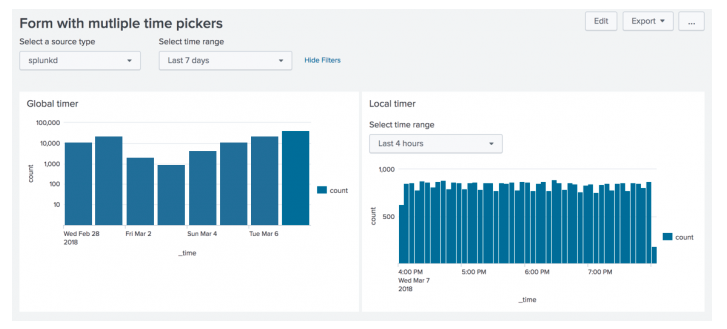 Form with mutliple time pickers
Edit
Export
...
Select a source type
Select time range
splunkd
Last 7 days
Hide Filters
Global timer
100,000
10,000
1,000
100
10
count
count
Wed Feb 28
2018
Fri Mar 2
Sun Mar 4
Tue Mar 6
_time
Local timer
Select time range
Last 4 hours
1,000
500
count
count
4:00 PM
Wed Mar 7
2018
5:00 PM
6:00 PM
7:00 PM
_time